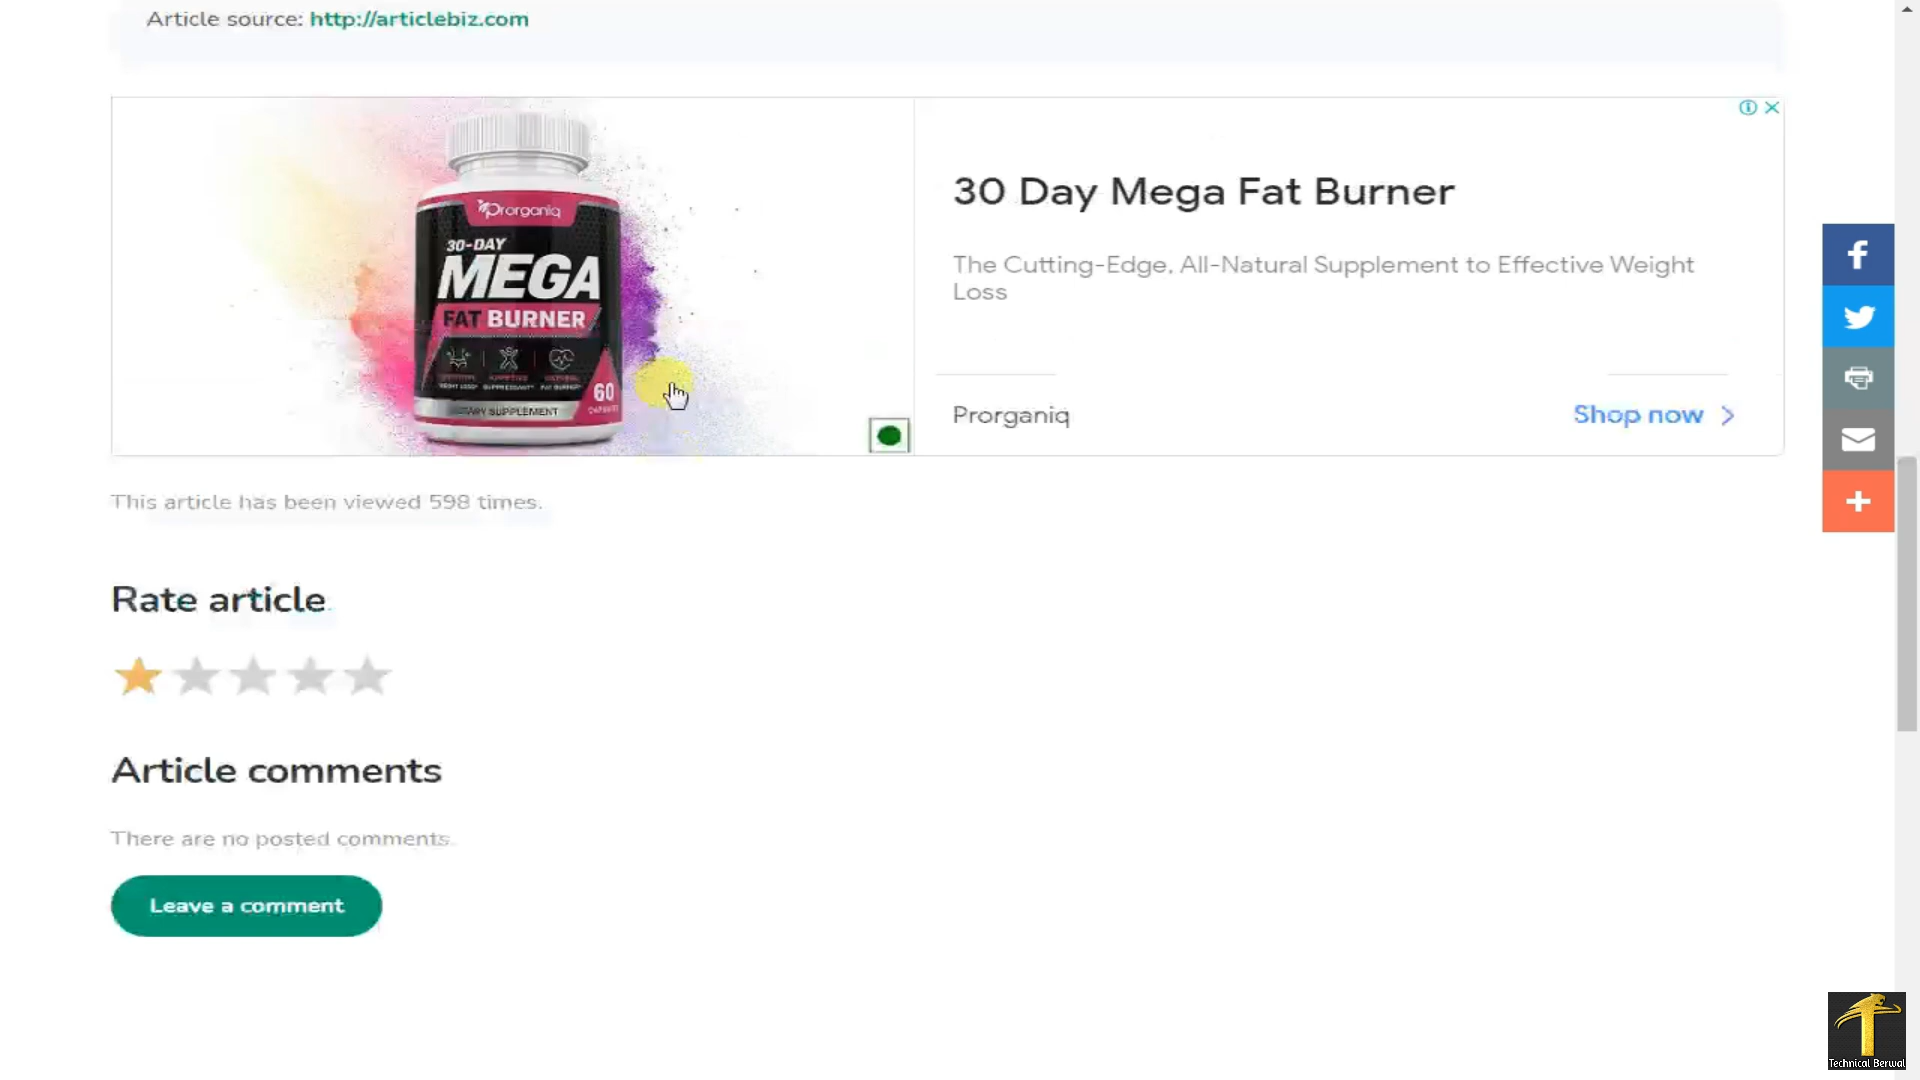 Article source: http://articlebiz.com
Prorganiq
30-DAY
MEGA
FAT BURNER
60
DIETARY SUPPLEMENT
30 Day Mega Fat Burner
The Cutting-Edge, All-Natural Supplement to Effective Weight
Loss
Prorganiq
Shop now
This article has been viewed 598 times.
Rate article
Article comments
There are no posted comments.
Leave a comment
Technical Berwal